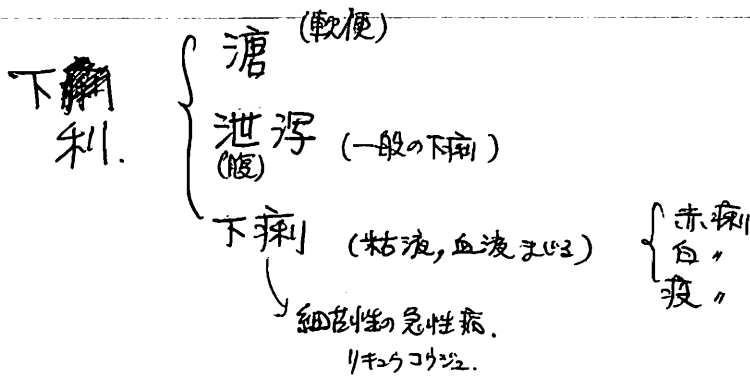 下痢 { 溏 (軟便)
利.
泄泻 (一般の下痢)
(腹)
下痢 (粘液, 血液まじる) { 赤痢
白 〃
疫 〃
細菌性の急性病.
リキュウコウジュ.